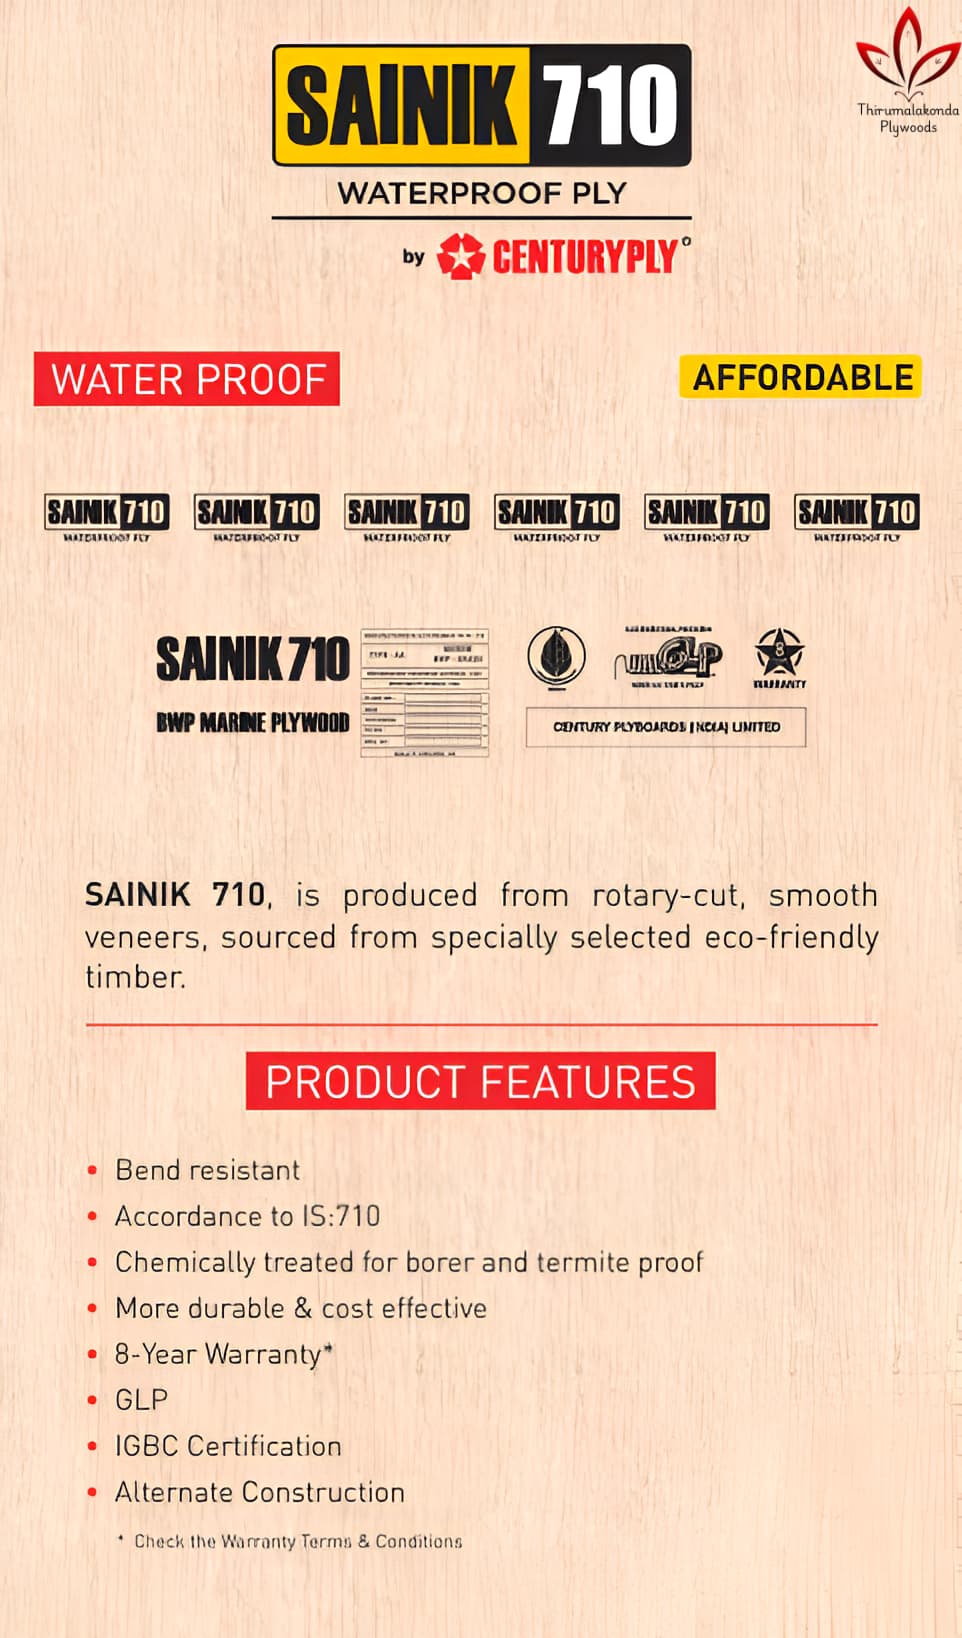 Thirumalakonda
Plywoods
SAINIK 710
WATERPROOF PLY
by CENTURYPLY
WATER PROOF
AFFORDABLE
SAINIK 710 SAINIK 710 SAINIK 710 SAINIK 710 SAINIK 710 SAINIK 710
SAINIK 710
BWP MARINE PLYWOOD
8
WARRANTY
CENTURY PLYBOARDS [INDIA] LIMITED
SAINIK 710, is produced from rotary-cut, smooth
veneers, sourced from specially selected eco-friendly
timber.
PRODUCT FEATURES
• Bend resistant
• Accordance to IS:710
• Chemically treated for borer and termite proof
• More durable & cost effective
• 8-Year Warranty*
• GLP
• IGBC Certification
• Alternate Construction
* Check the Warranty Terms & Conditions